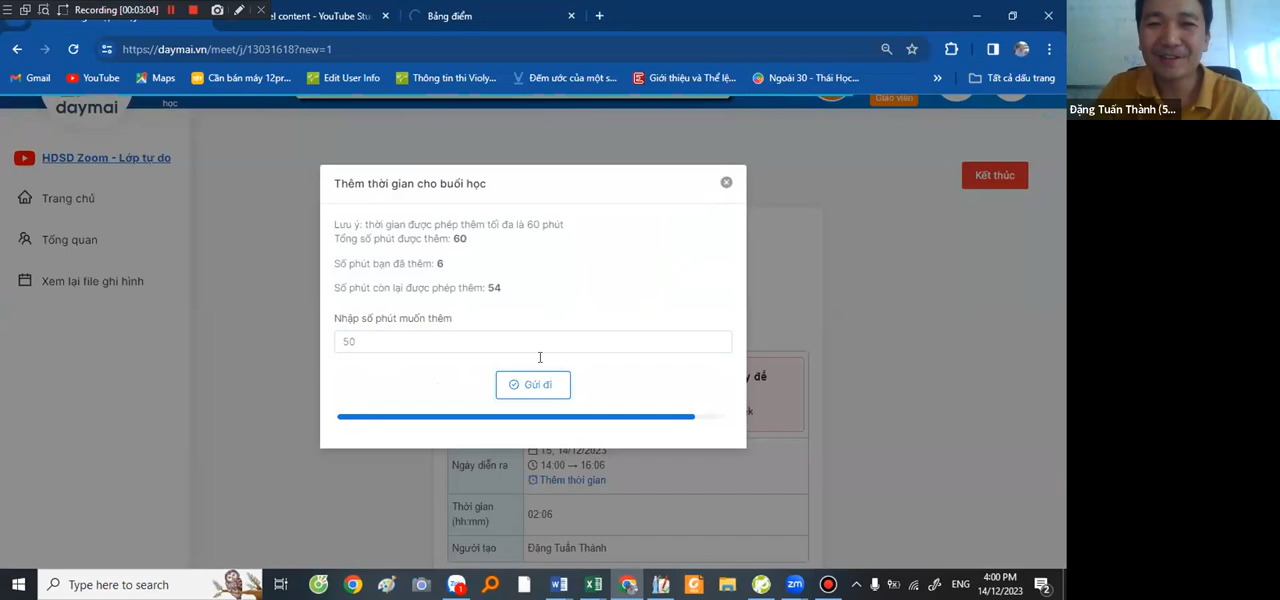 Recording [00:03:04]
el content - YouTube Stu
Bảng điểm
https://daymai.vn/meet/j/13031618?new=1
Gmail
YouTube
Maps
Căn bán máy 12pr...
Edit User Info
Thông tin thi Violy...
Đếm ước của một s...
Giới thiệu và Thể lệ...
Ngoài 30 - Thái Học...
»
Tất cả dấu trang
daymai
học
Giáo viên
Đặng Tuấn Thành (5...
HDSD Zoom - Lớp tự do
Trang chủ
Tổng quan
Xem lại file ghi hình
Kết thúc
Thêm thời gian cho buổi học
Lưu ý: thời gian được phép thêm tối đa là 60 phút
Tổng số phút được thêm: 60
Số phút bạn đã thêm: 6
Số phút còn lại được phép thêm: 54
Nhập số phút muốn thêm
50
Gửi đi
y đề
k
Ngày diễn ra
T5, 14/12/2023
14:00 → 16:06
Thêm thời gian
Thời gian
(hh:mm)
02:06
Người tạo
Đặng Tuấn Thành
Type here to search
ENG
4:00 PM
14/12/2023